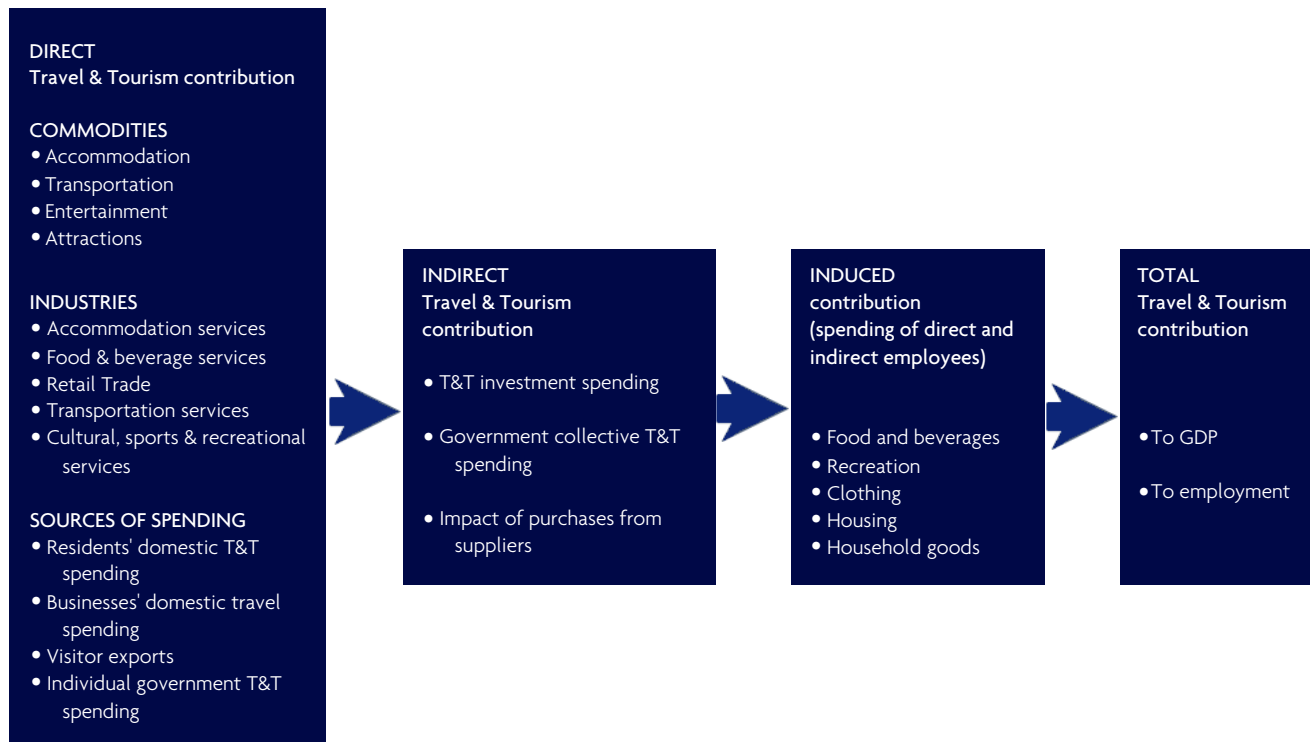 DIRECT
Travel & Tourism contribution
COMMODITIES
• Accommodation
• Transportation
• Entertainment
• Attractions
INDUSTRIES
• Accommodation services
• Food & beverage services
• Retail Trade
• Transportation services
• Cultural, sports & recreational
services
SOURCES OF SPENDING
• Residents' domestic T&T
spending
• Businesses' domestic travel
spending
• Visitor exports
• Individual government T&T
spending
INDIRECT
Travel & Tourism
contribution
• T&T investment spending
• Government collective T&T
spending
• Impact of purchases from
suppliers
INDUCED
contribution
(spending of direct and
indirect employees)
• Food and beverages
• Recreation
• Clothing
• Housing
• Household goods
TOTAL
Travel & Tourism
contribution
• To GDP
• To employment